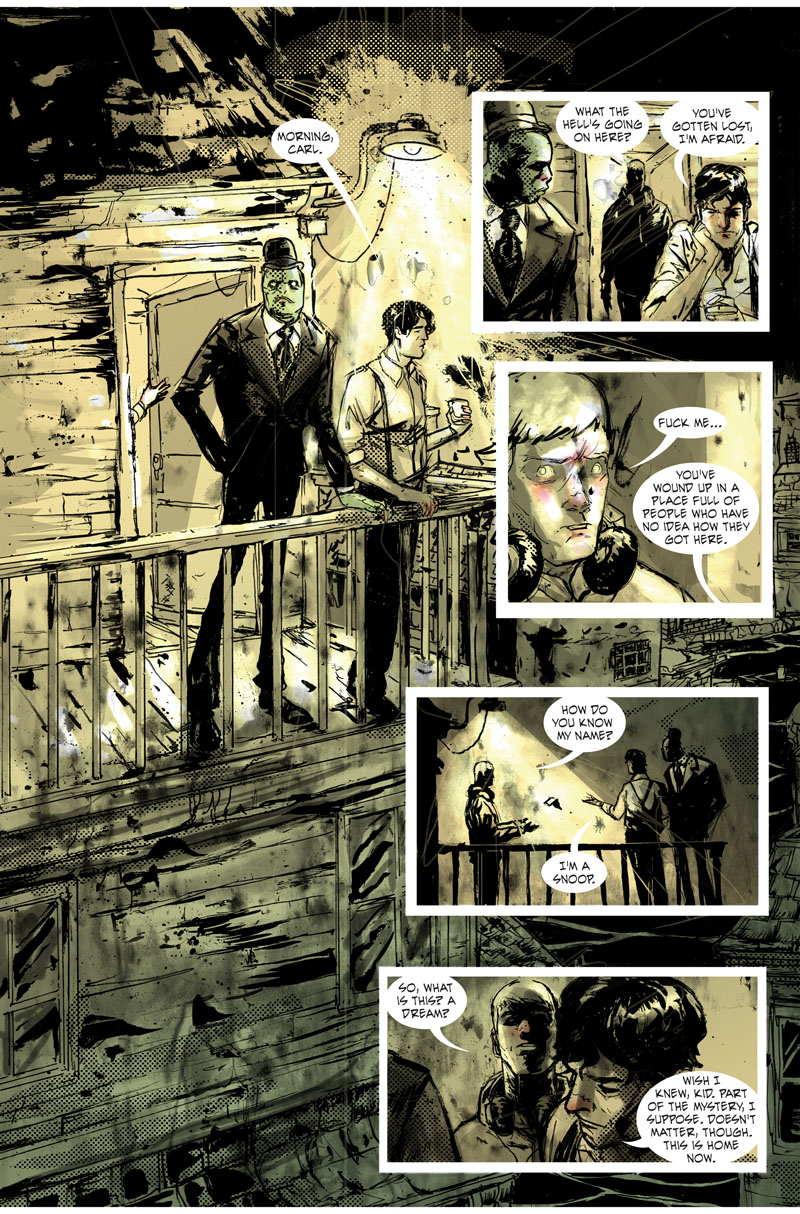 MORNING,
CARL.
WHAT THE
HELL'S GOING
ON HERE?
YOU'VE
GOTTEN LOST,
I'M AFRAID.
FUCK ME...
YOU'VE
WOUND UP IN A
PLACE FULL OF
PEOPLE WHO HAVE
NO IDEA HOW THEY
GOT HERE.
HOW DO
YOU KNOW
MY NAME?
I'M A
SNOOP.
SO, WHAT
IS THIS? A
DREAM?
WISH I
KNEW, KID. PART
OF THE MYSTERY, I
SUPPOSE. DOESN'T
MATTER, THOUGH.
THIS IS HOME
NOW.